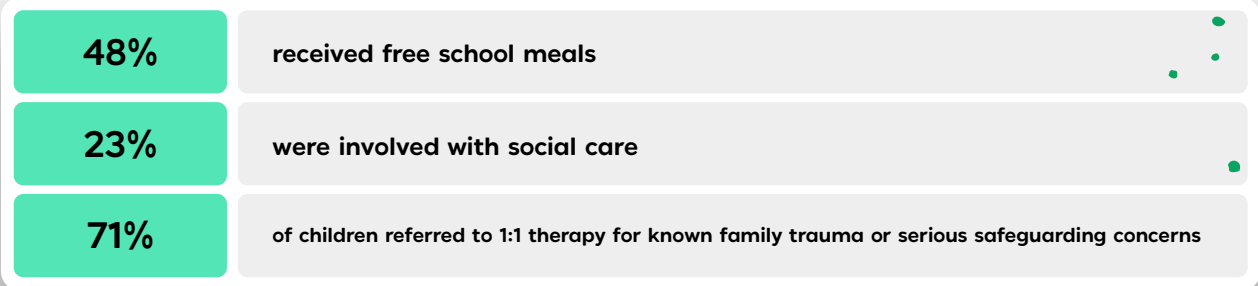 48%
received free school meals
23%
were involved with social care
71%
of children referred to 1:1 therapy for known family trauma or serious safeguarding concerns